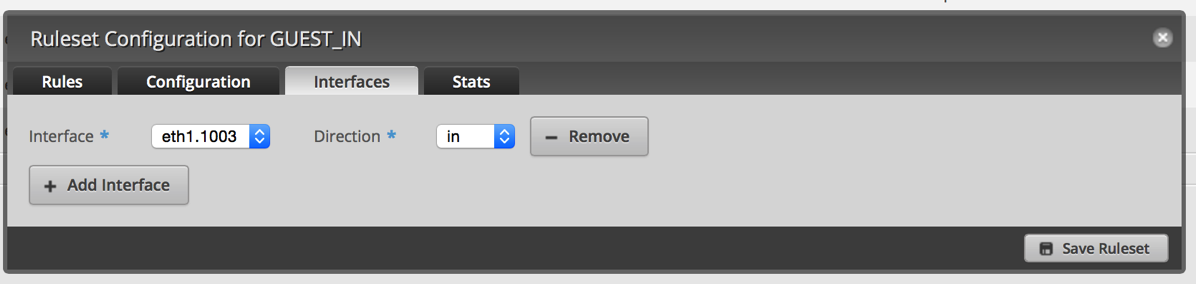 Ruleset Configuration for GUEST_IN
Rules Configuration Interfaces Stats
Interface * eth1.1003 Direction * in − Remove
+ Add Interface
Save Ruleset